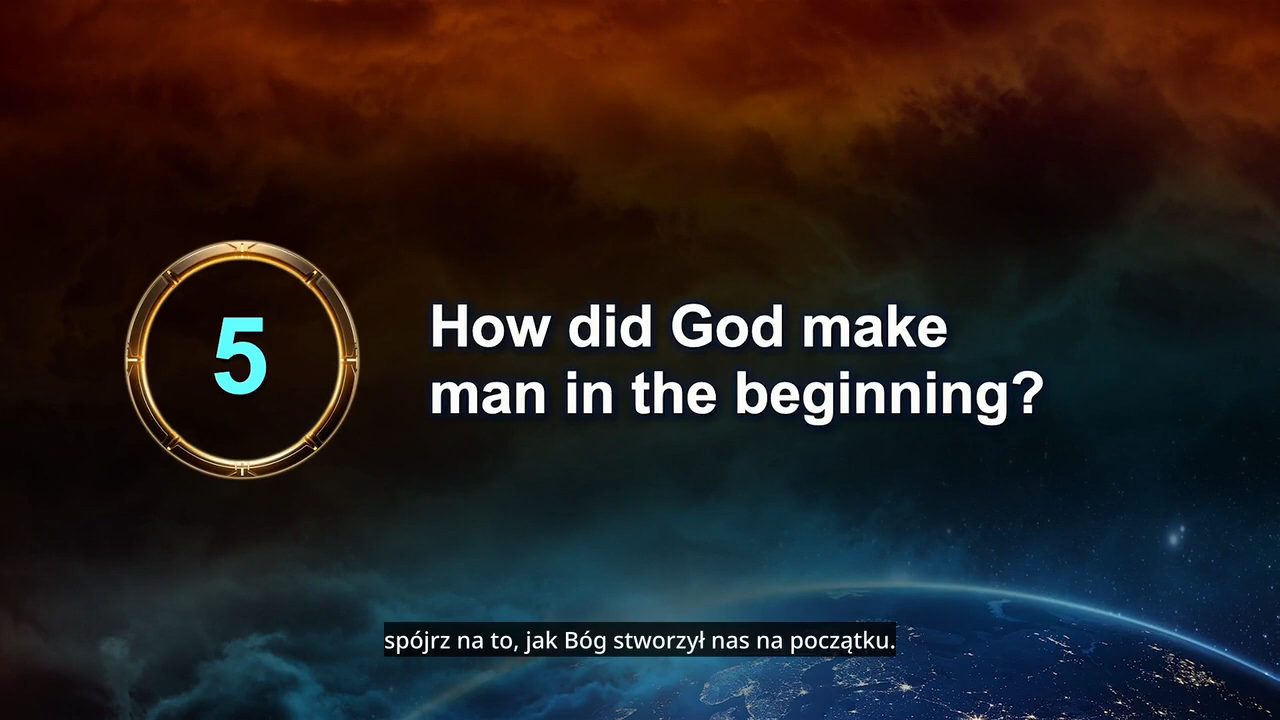 5
How did God make
man in the beginning?
spójrz na to, jak Bóg stworzył nas na początku.